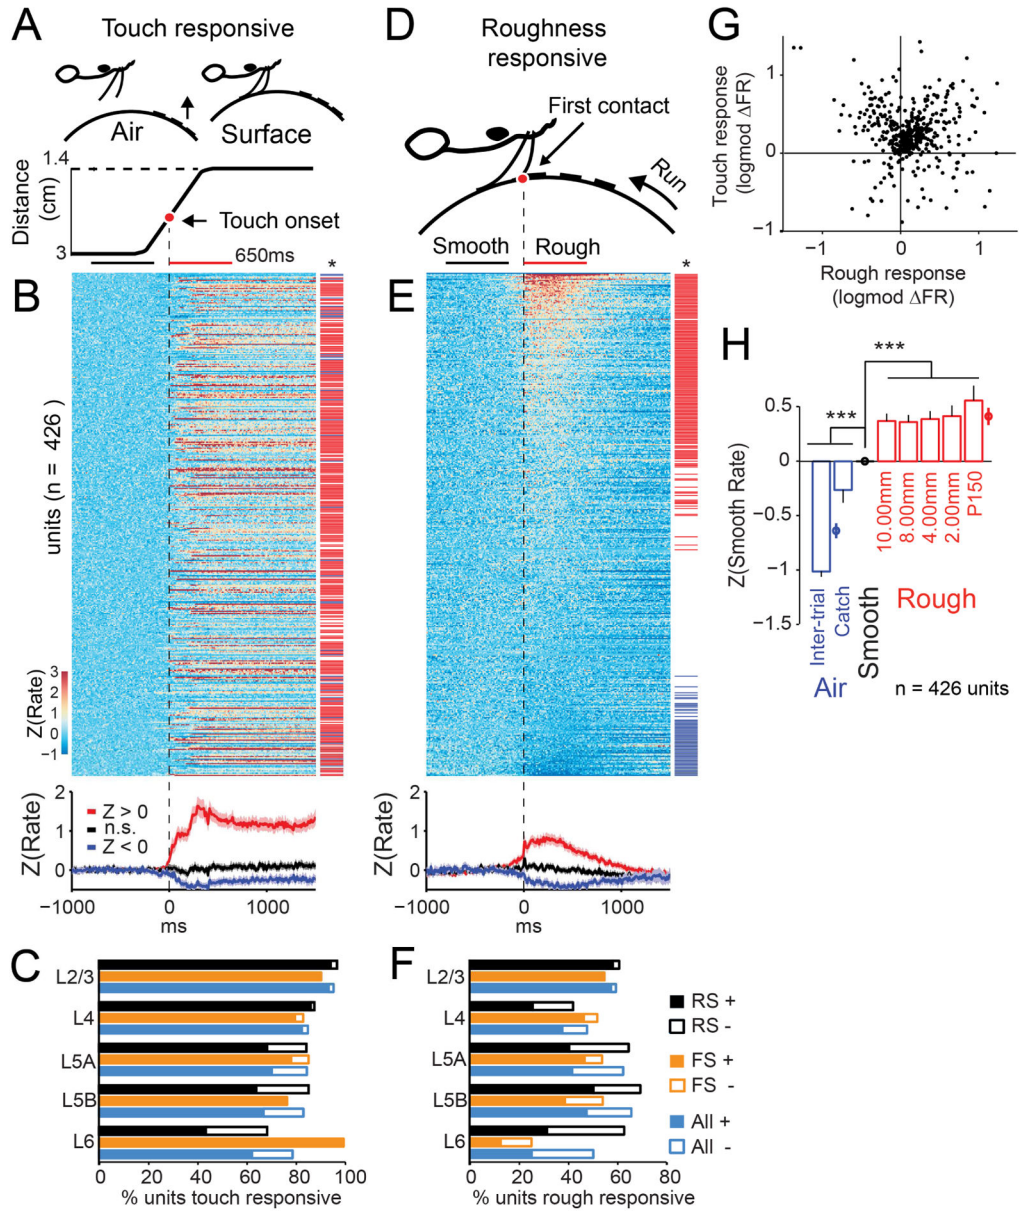 A
Touch responsive
Air
Surface
Distance
(cm)
1.4
3
Touch onset
650ms
*
B
units (n = 426)
Z(Rate)
3
2
1
0
−1
Z(Rate)
2
1
0
Z > 0
n.s.
Z < 0
−1000
0
1000
ms
C
L2/3
L4
L5A
L5B
L6
0
20
40
60
80
100
% units touch responsive
D
Roughness
responsive
First contact
Run
Smooth
Rough
*
E
Z(Rate)
2
1
0
−1000
0
1000
ms
F
L2/3
L4
L5A
L5B
L6
0
20
40
60
80
% units rough responsive
RS +
RS -
FS +
FS -
All +
All -
G
Touch response
(logmod ΔFR)
1
0
−1
−1
0
1
Rough response
(logmod ΔFR)
H
***
***
Z(Smooth Rate)
0.5
0
−0.5
−1
−1.5
Inter-trial
Catch
Smooth
10.00mm
8.00mm
4.00mm
2.00mm
P150
Rough
Air
n = 426 units